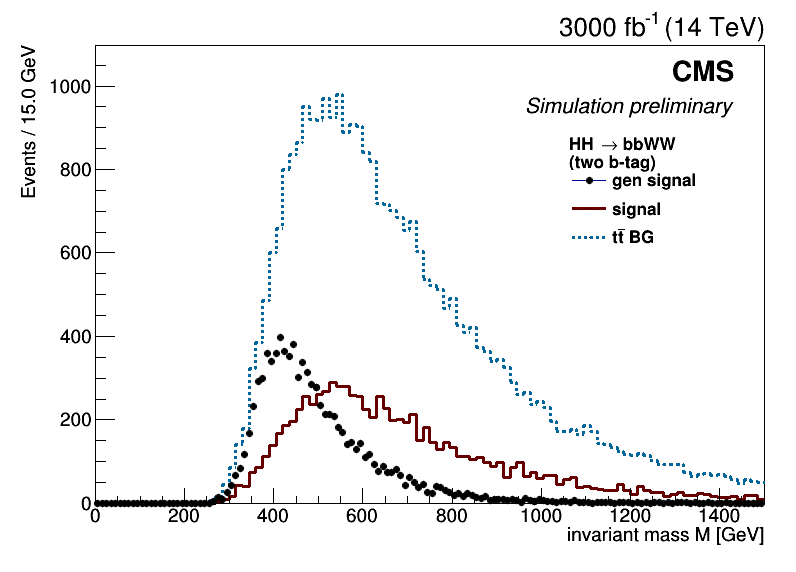 3000 fb⁻¹ (14 TeV)
Events / 15.0 GeV
CMS
Simulation preliminary
HH → bbWW
(two b-tag)
gen signal
signal
tt̄ BG
1000
800
600
400
200
0
0 200 400 600 800 1000 1200 1400
invariant mass M [GeV]